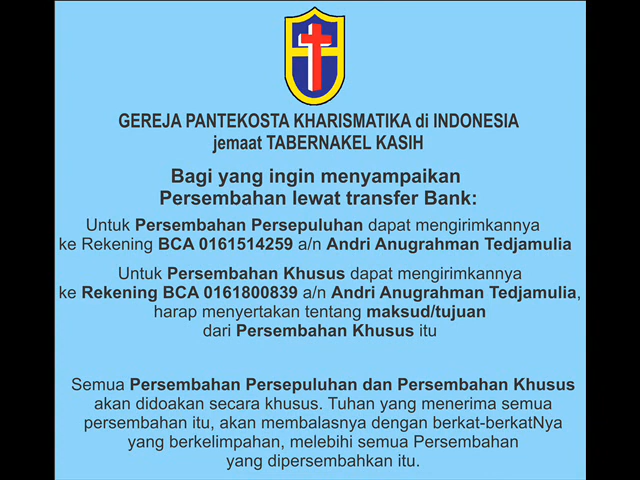 GEREJA PANTEKOSTA KHARISMATIKA di INDONESIA
jemaat TABERNAKEL KASIH
Bagi yang ingin menyampaikan
Persembahan lewat transfer Bank:
Untuk Persembahan Persepuluhan dapat mengirimkannya
ke Rekening BCA 0161514259 a/n Andri Anugrahman Tedjamulia
Untuk Persembahan Khusus dapat mengirimkannya
ke Rekening BCA 0161800839 a/n Andri Anugrahman Tedjamulia,
harap menyertakan tentang maksud/tujuan
dari Persembahan Khusus itu
Semua Persembahan Persepuluhan dan Persembahan Khusus
akan didoakan secara khusus. Tuhan yang menerima semua
persembahan itu, akan membalasnya dengan berkat-berkatNya
yang berkelimpahan, melebihi semua Persembahan
yang dipersembahkan itu.